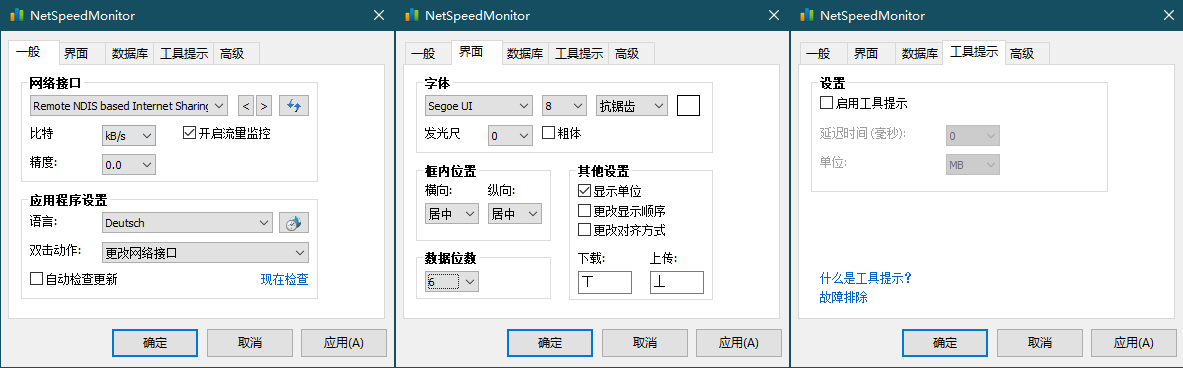 NetSpeedMonitor
一般
界面
数据库
工具提示
高级
网络接口
Remote NDIS based Internet Sharing
< >
比特
kB/s
开启流量监控
精度:
0.0
应用程序设置
语言:
Deutsch
双击动作:
更改网络接口
自动检查更新
现在检查
确定
取消
应用(A)
NetSpeedMonitor
一般
界面
数据库
工具提示
高级
字体
Segoe UI
8
抗锯齿
发光尺
0
粗体
框内位置
横向:
纵向:
居中
居中
数据位数
6
其他设置
显示单位
更改显示顺序
更改对齐方式
下载:
上传:
丅
丄
确定
取消
应用(A)
NetSpeedMonitor
一般
界面
数据库
工具提示
高级
设置
启用工具提示
延迟时间(毫秒):
0
单位:
MB
什么是工具提示?
故障排除
确定
取消
应用(A)